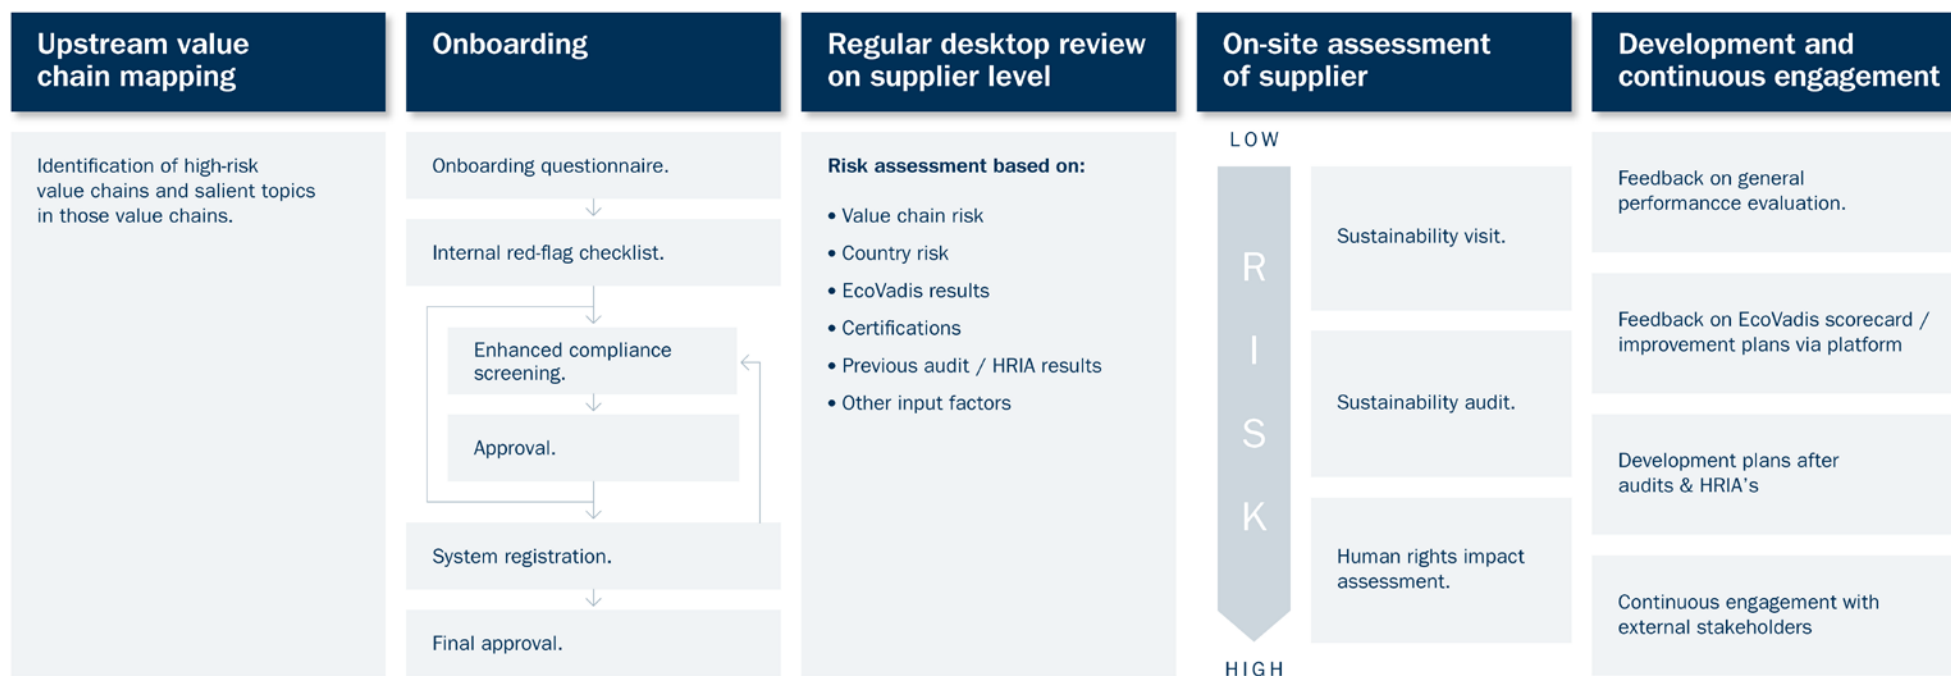 Upstream value
chain mapping
Identification of high-risk
value chains and salient topics
in those value chains.
Onboarding
Onboarding questionnaire.
Internal red-flag checklist.
Enhanced compliance
screening.
Approval.
System registration.
Final approval.
Regular desktop review
on supplier level
Risk assessment based on:
• Value chain risk
• Country risk
• EcoVadis results
• Certifications
• Previous audit / HRIA results
• Other input factors
On-site assessment
of supplier
LOW
RISK
HIGH
Sustainability visit.
Sustainability audit.
Human rights impact
assessment.
Development and
continuous engagement
Feedback on general
performancce evaluation.
Feedback on EcoVadis scorecard /
improvement plans via platform
Development plans after
audits & HRIA's
Continuous engagement with
external stakeholders